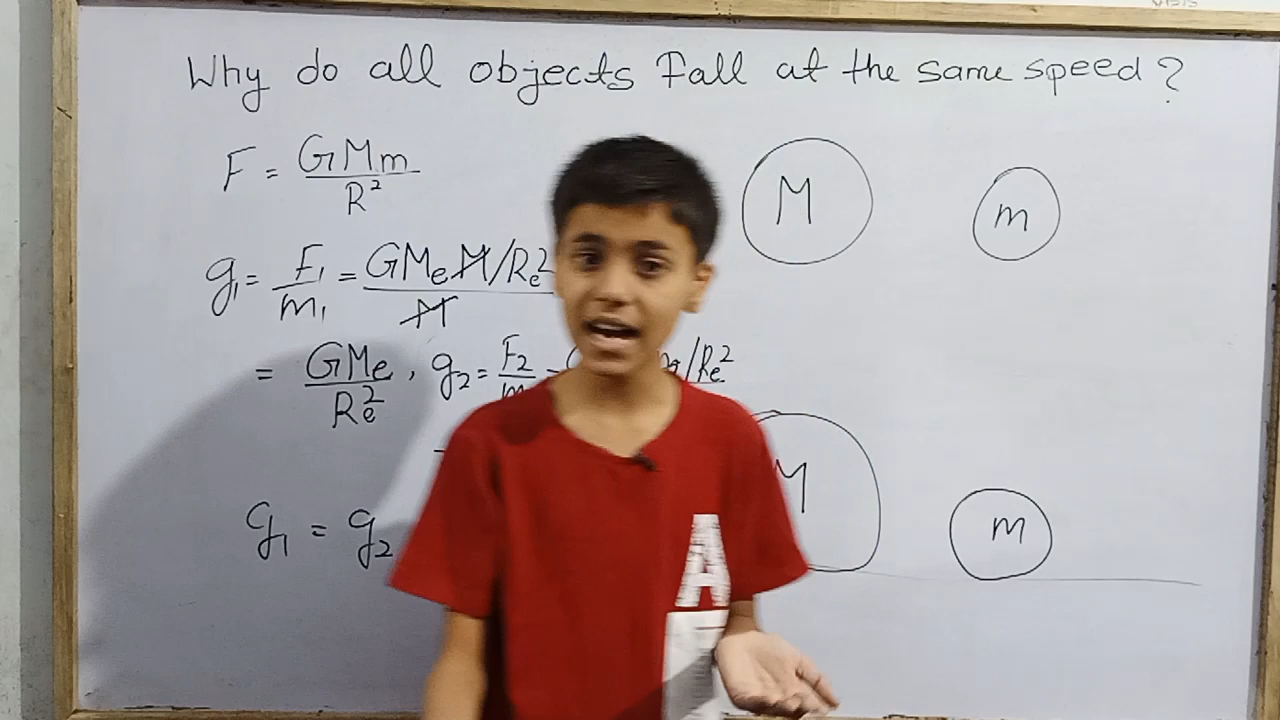 Why do all objects Fall at the same speed?
F = GMm/R²
M
m
g₁ = F₁/m₁ = GMₑM/Rₑ²/M
= GMₑ/Rₑ², g₂ = F₂/m = G /Rₑ²
M
m
g₁ = g₂
A